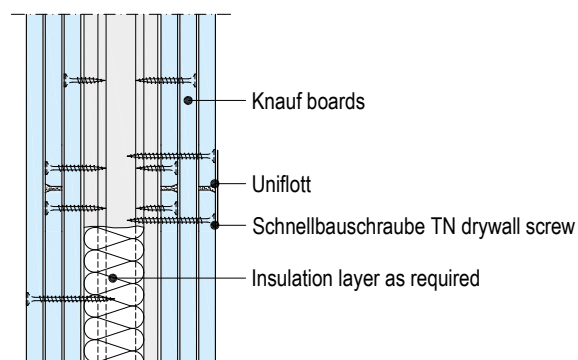 Knauf boards
Uniflott
Schnellbauschraube TN drywall screw
Insulation layer as required